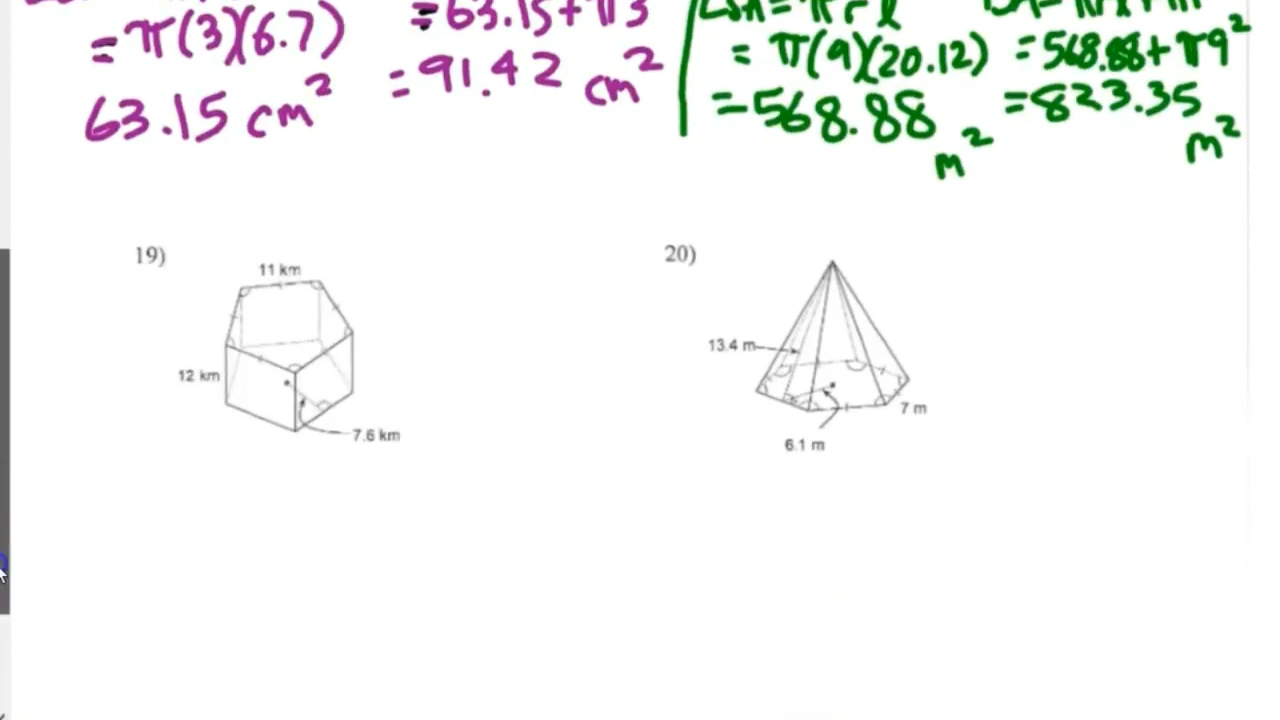 = π(3)(6.7)
63.15 cm²
= 63.15 + π3
= 91.42 cm²
= π(9)(20.12)
= 568.88 m²
= 568.88 + π9²
= 823.35 m²
19)
11 km
12 km
7.6 km
20)
13.4 m
7 m
6.1 m